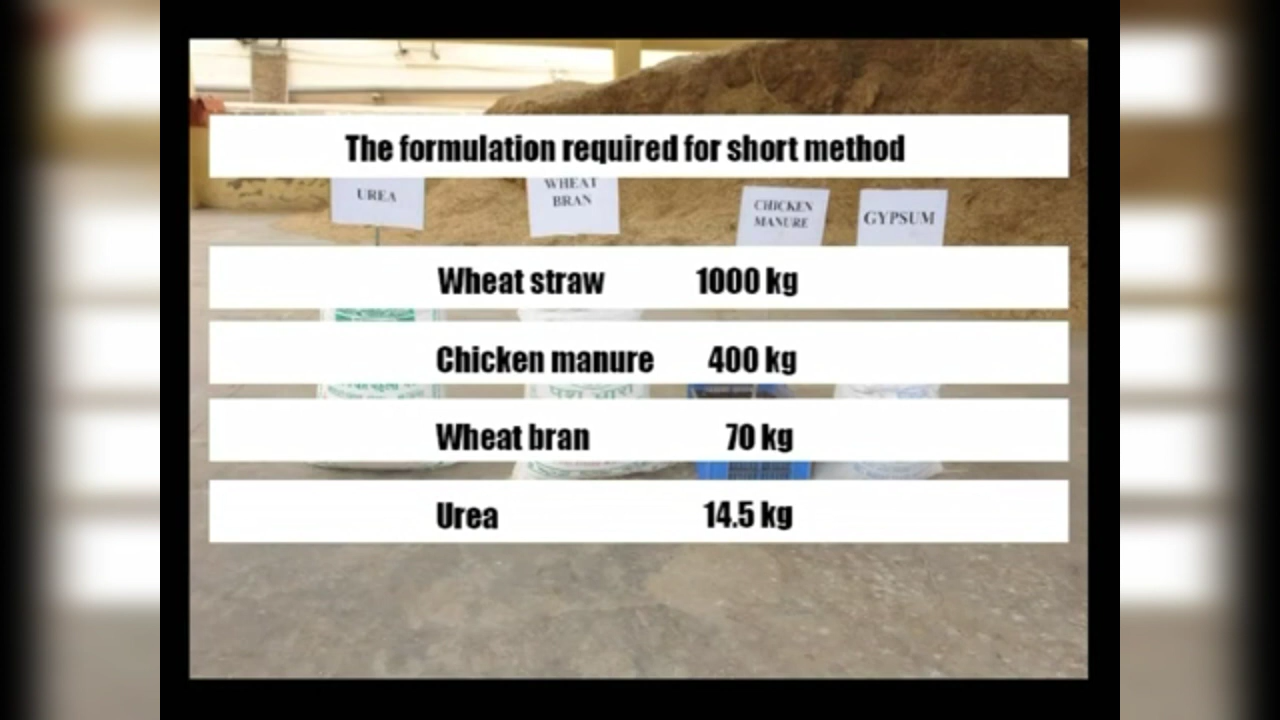 The formulation required for short method
UREA
WHEAT
BRAN
CHICKEN
MANURE
GYPSUM
Wheat straw 1000 kg
Chicken manure 400 kg
Wheat bran 70 kg
Urea 14.5 kg